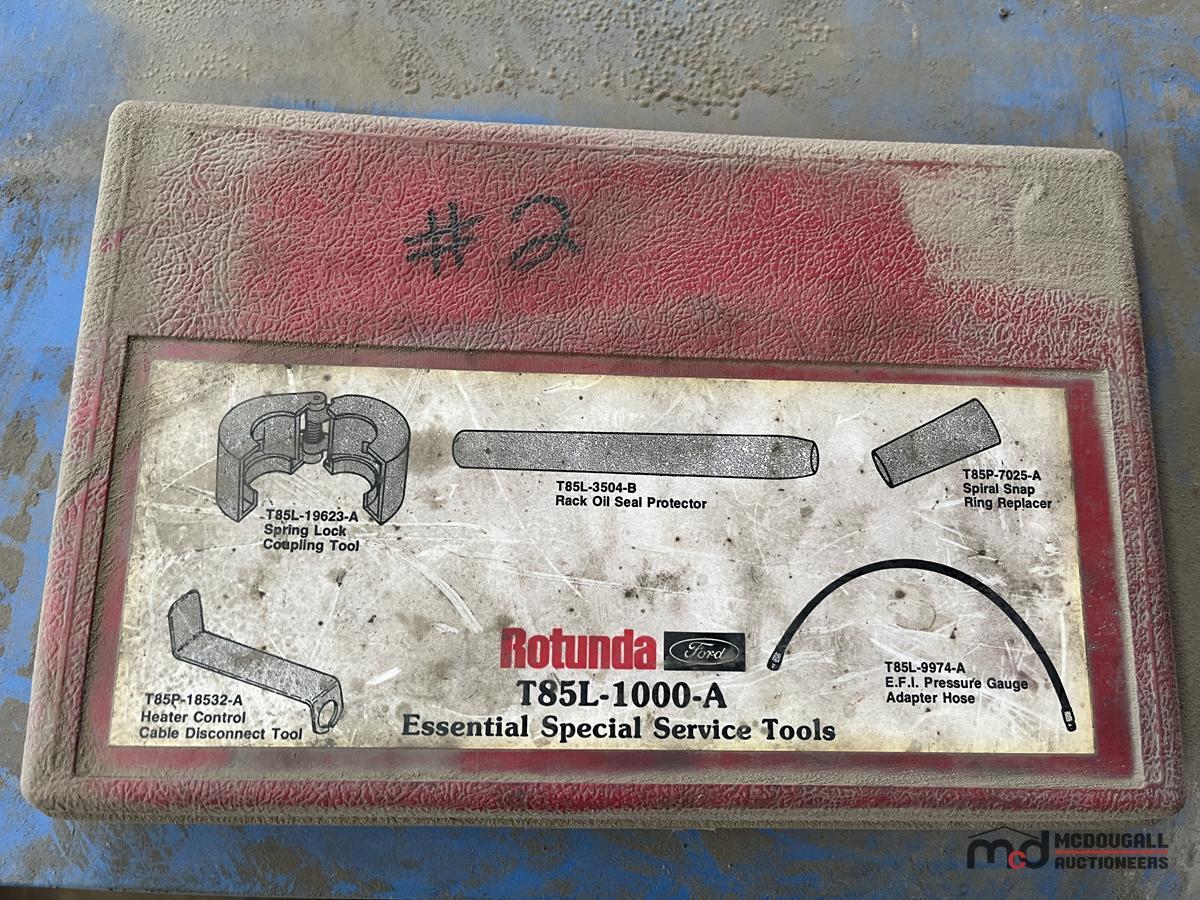 #2
T85L-19623-A
Spring Lock
Coupling Tool
T85L-3504-B
Rack Oil Seal Protector
T85P-7025-A
Spiral Snap
Ring Replacer
T85P-18532-A
Heater Control
Cable Disconnect Tool
Rotunda Ford
T85L-1000-A
Essential Special Service Tools
T85L-9974-A
E.F.I. Pressure Gauge
Adapter Hose
mcd MCDOUGALL
AUCTIONEERS